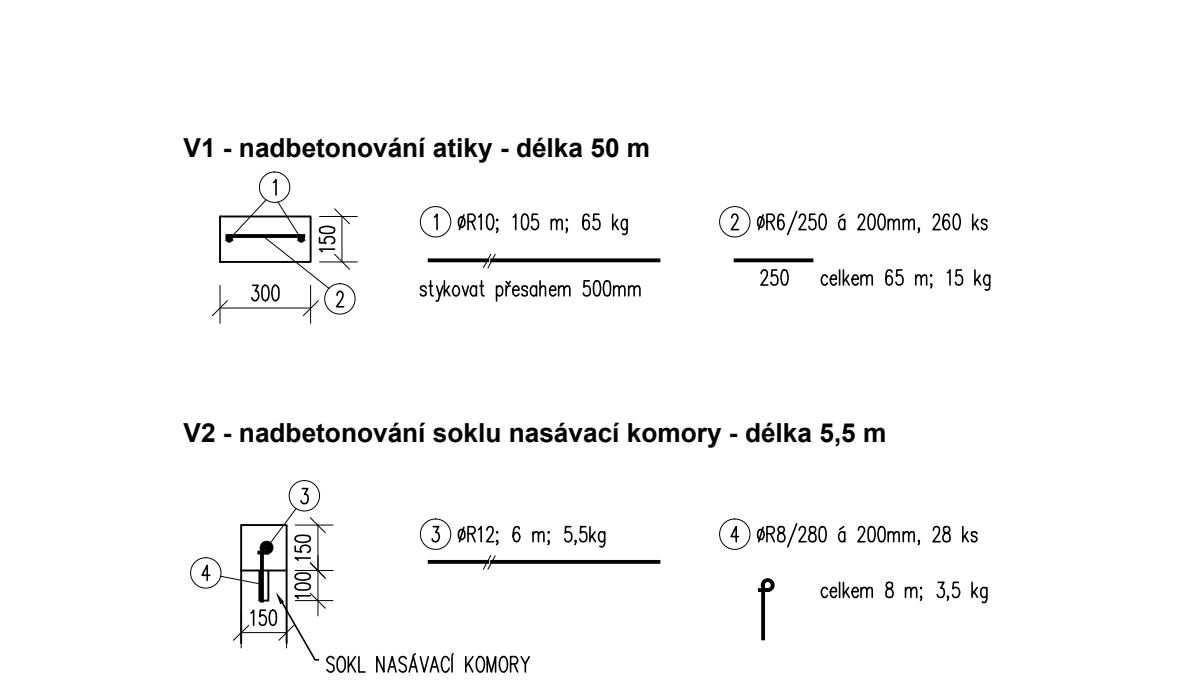 V1 - nadbetonování atiky - délka 50 m
1
1 øR10; 105 m; 65 kg
2 øR6/250 á 200mm, 260 ks
150
300
2
stykovat přesahem 500mm
250 celkem 65 m; 15 kg
V2 - nadbetonování soklu nasávací komory - délka 5,5 m
3
3 øR12; 6 m; 5,5kg
4 øR8/280 á 200mm, 28 ks
150
4
100
celkem 8 m; 3,5 kg
150
SOKL NASÁVACÍ KOMORY